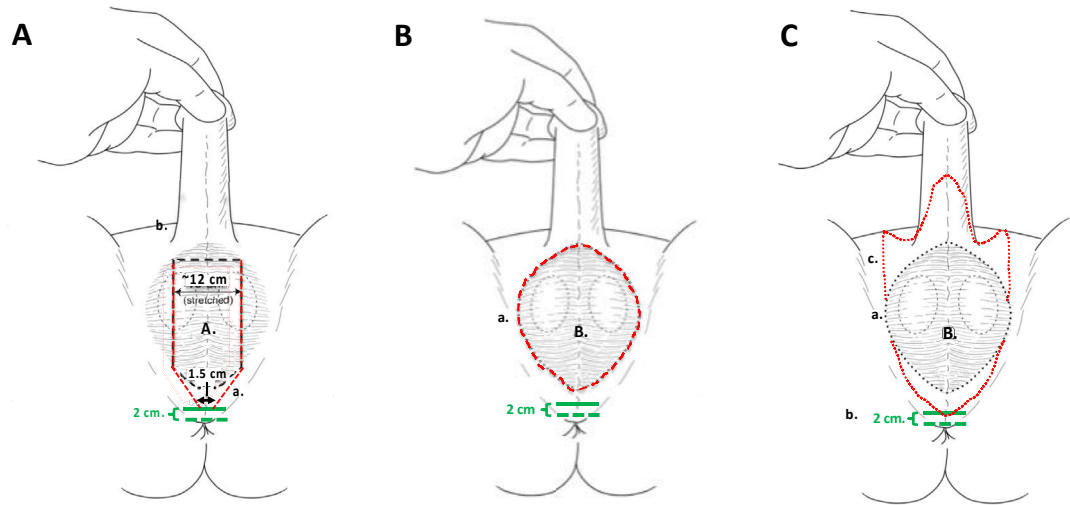 A
b.
~12 cm
(stretched)
A.
1.5 cm
a.
2 cm.
B
a.
B.
2 cm
C
c.
a.
B.
b.
2 cm.